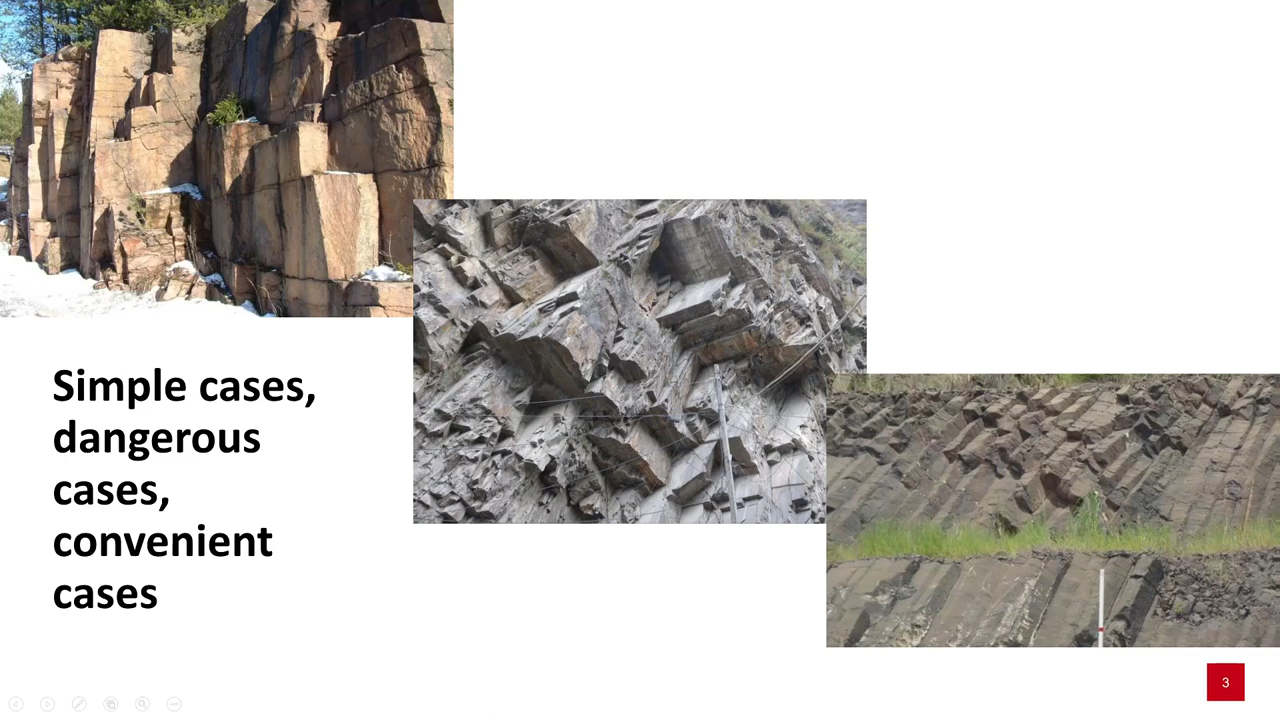 Simple cases,
dangerous
cases,
convenient
cases
3